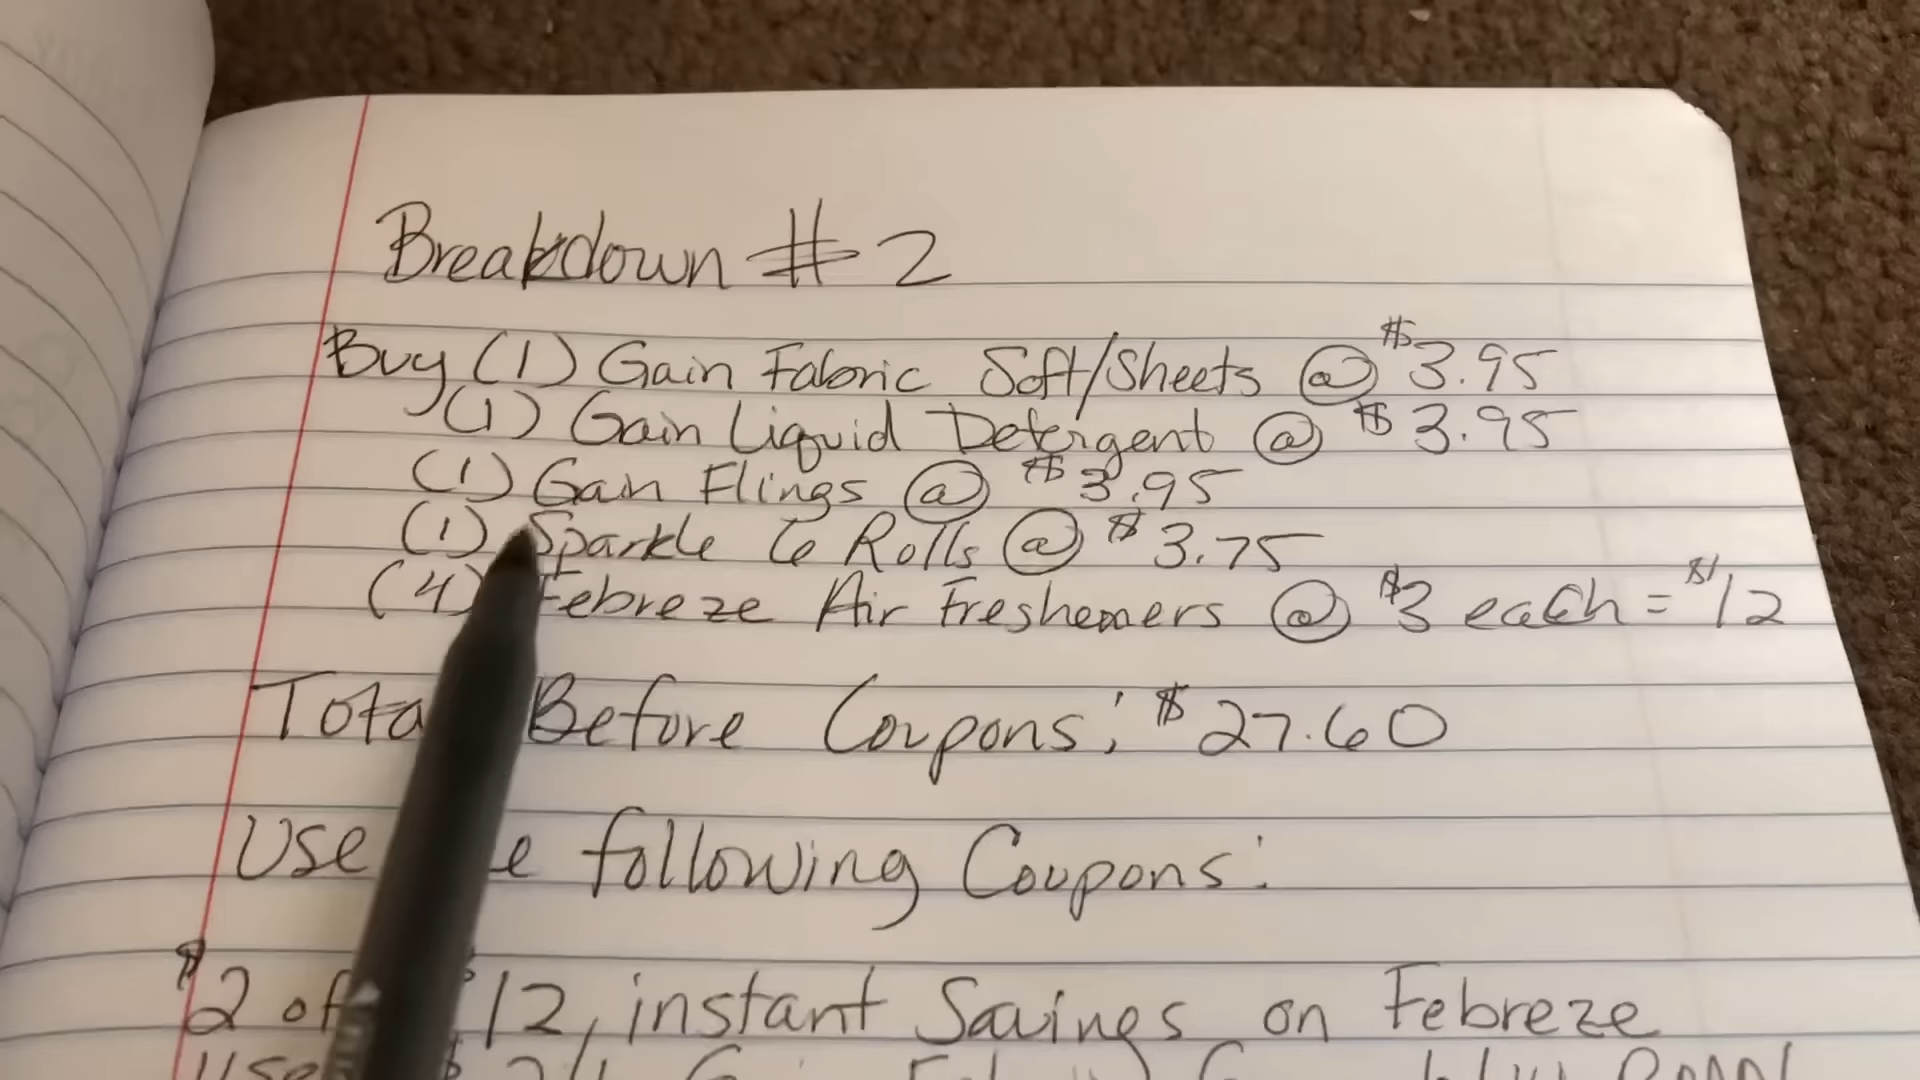 Breakdown #2
Buy (1) Gain Fabric Soft/Sheets @ $3.95
(1) Gain Liquid Detergent @ $3.95
(1) Gain Flings @ $3.95
(1) Sparkle 6 Rolls @ $3.75
(4) Febreze Air Freshemers @ $3 each = $12
Total Before Coupons: $27.60
Use following Coupons:
$2 of $12, instant Savings on Febreze